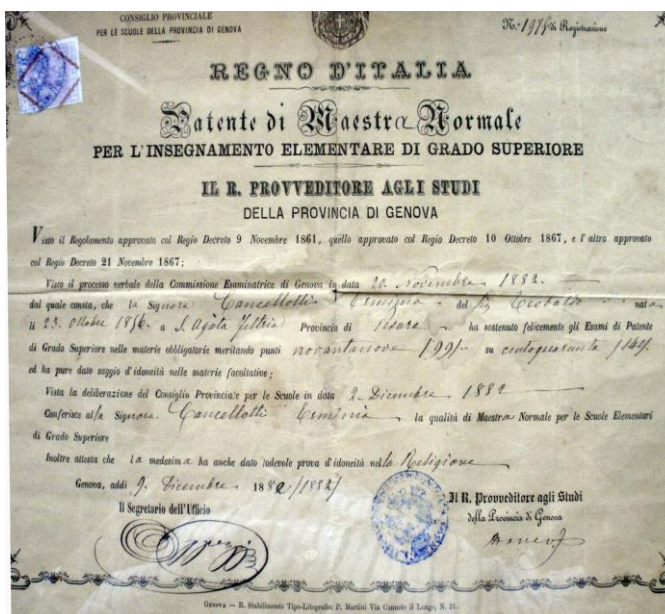 CONSIGLIO PROVINCIALE
PER LE SCUOLE DELLA PROVINCIA DI GENOVA
N.° 1975 di Registrazione
REGNO D'ITALIA
Patente di Maestra Normale
PER L'INSEGNAMENTO ELEMENTARE DI GRADO SUPERIORE
IL R. PROVVEDITORE AGLI STUDI
DELLA PROVINCIA DI GENOVA
Visto il Regolamento approvato col Regio Decreto 9 Novembre 1861, quello approvato col Regio Decreto 10 Ottobre 1867, e l'altro approvato
col Regio Decreto 21 Novembre 1867;
Visto il processo verbale della Commissione Esaminatrice di Genova in data 20 Novembre 1882
dal quale consta, che la Signora Cancellotti Erminia del Teobaldo nata
li 23 Ottobre 1856 a S. Agata Feltria Provincia di Pesaro ha sostenuto felicemente gli Esami di Patente
di Grado Superiore nelle materie obbligatorie meritando punti novantanove (99) su centoquaranta (140)
ed ha pure dato saggio d'idoneità nelle materie facoltative;
Vista la deliberazione del Consiglio Provinciale per le Scuole in data 2 Dicembre 1882
Conferisce alla Signora Cancellotti Erminia la qualità di Maestra Normale per le Scuole Elementari
di Grado Superiore
Inoltre attesta che la medesima ha anche dato lodevole prova d'idoneità nella Religione
Genova, addì 9 Dicembre 1882 (1882)
Il Segretario dell'Ufficio
Il R. Provveditore agli Studi
della Provincia di Genova
GENOVA — R. Stabilimento Tipo-Litografico P. Martini Via Canneto il Lungo, N. 21.